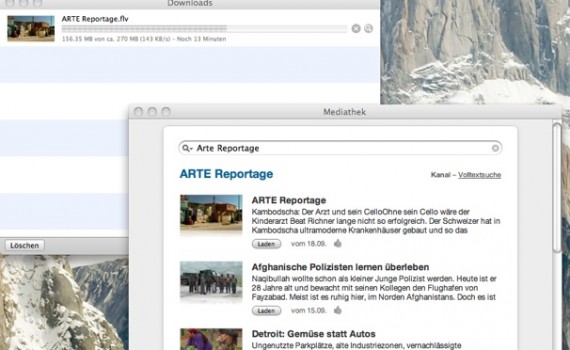 Downloads
ARTE Reportage.flv
156.35 MB von ca. 270 MB (143 KB/s) – Noch 13 Minuten
Löschen
Mediathek
Arte Reportage
ARTE Reportage
Kanal – Volltextsuche
ARTE Reportage
Kambodscha: Der Arzt und sein CelloOhne sein Cello wäre der
Kinderarzt Beat Richner lange nicht so erfolgreich. Der Schweizer hat in
Kambodscha ultramoderne Krankenhäuser gebaut und so das
Laden vom 18.09.
Afghanische Polizisten lernen überleben
Naqibullah wollte schon als kleiner Junge Polizist werden. Heute ist er
28 Jahre alt und bewacht mit seinen Kollegen den Flughafen von
Fayzabad. Meist ist es ruhig hier, im Norden Afghanistans. Doch es ist
Laden vom 15.09.
Detroit: Gemüse statt Autos
Ungenutzte Parkplätze, alte Industriezonen, vernachlässigte